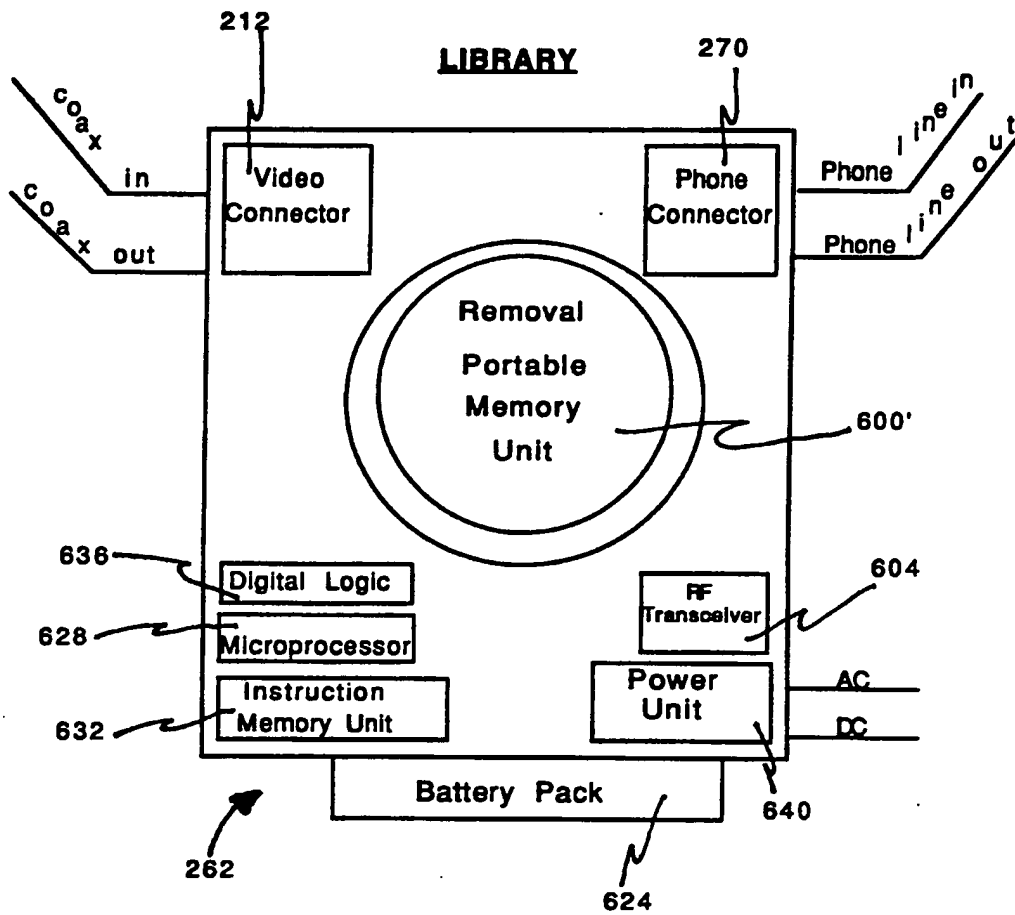 212
LIBRARY
270
coax in
coax out
Video
Connector
Phone
Connector
Phone line in
Phone line out
Removal
Portable
Memory
Unit
600'
636
Digital Logic
628
Microprocessor
632
Instruction
Memory Unit
RF
Transceiver
604
Power
Unit
AC
DC
640
Battery Pack
262
624